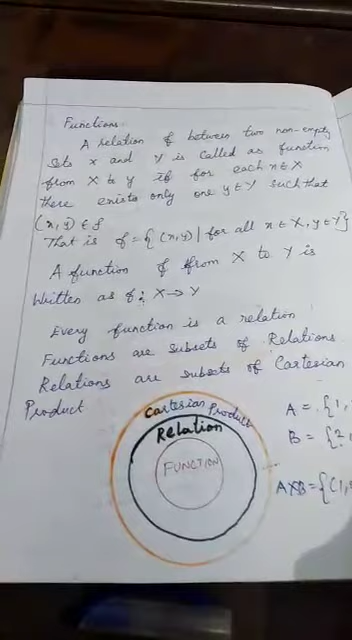 Functions
A relation f between two non-empty
sets X and Y is called as function
from X to Y if for each x ∈ X
there exists only one y ∈ Y such that
(x, y) ∈ f
That is f = {(x, y) | for all x ∈ X, y ∈ Y}
A function f from X to Y is
written as f: X → Y
Every function is a relation
Functions are subsets of Relations
Relations are subsets of Cartesian
Product
Cartesian Product
Relation
FUNCTION
A = {1,
B = {2,
A×B = {(1,